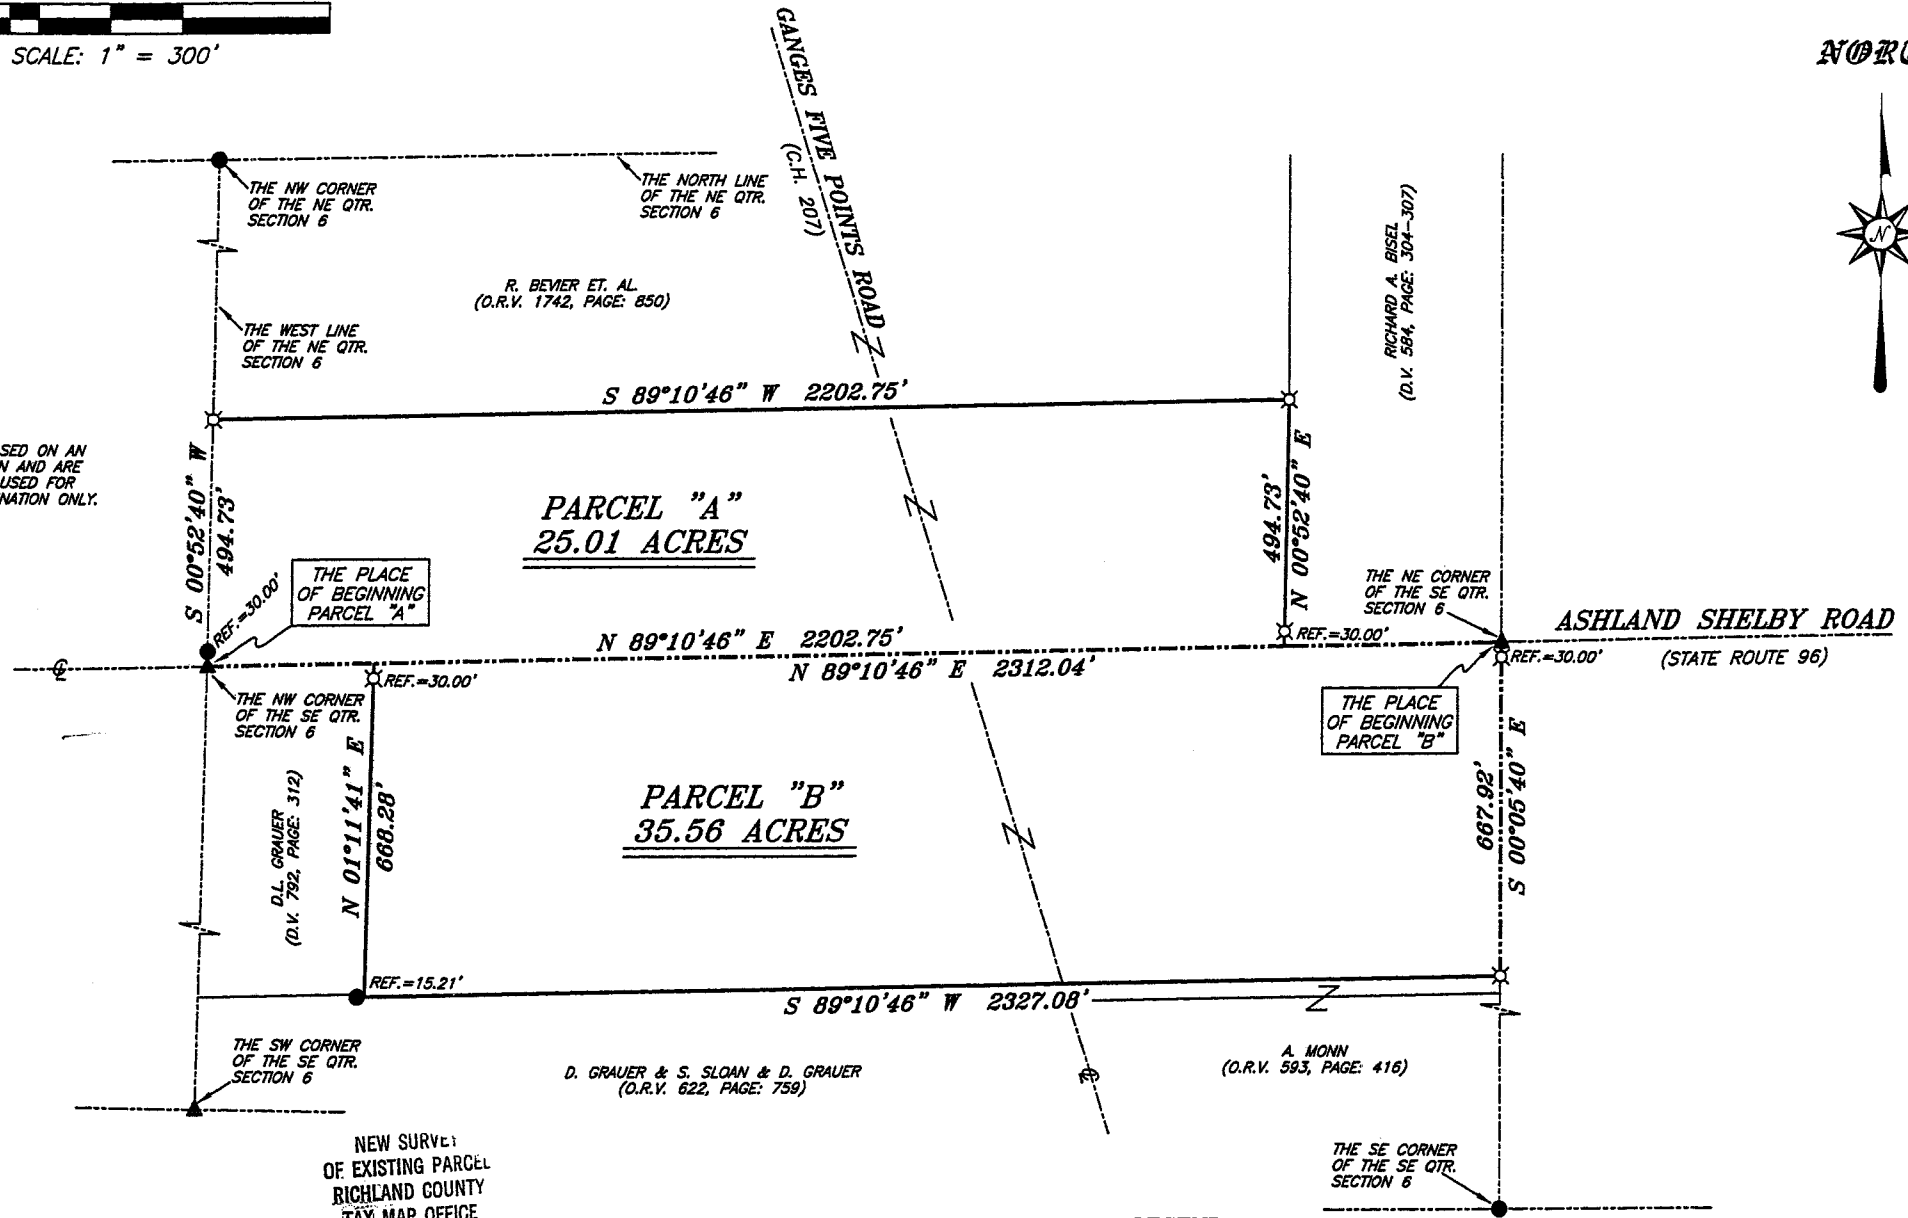 SCALE: 1" = 300'
GANGES FIVE POINTS ROAD
(C.H. 207)
THE NW CORNER
OF THE NE QTR.
SECTION 6
THE NORTH LINE
OF THE NE QTR.
SECTION 6
RICHARD A. BISEL
(D.V. 584, PAGE: 304-307)
R. BEVIER ET. AL.
(O.R.V. 1742, PAGE: 850)
THE WEST LINE
OF THE NE QTR.
SECTION 6
S 89°10'46" W 2202.75'
ON AN
AND ARE
USED FOR
ONLY.
S 00°52'40" W
494.73'
PARCEL "A"
25.01 ACRES
494.73'
N 00°52'40" E
THE PLACE
OF BEGINNING
PARCEL "A"
REF.=30.00'
THE NE CORNER
OF THE SE QTR.
SECTION 6
ASHLAND SHELBY ROAD
(STATE ROUTE 96)
N 89°10'46" E 2202.75'
REF.=30.00'
N 89°10'46" E 2312.04'
REF.=30.00'
REF.=30.00'
THE NW CORNER
OF THE SE QTR.
SECTION 6
THE PLACE
OF BEGINNING
PARCEL "B"
D.L. GRAUER
(D.V. 792, PAGE: 312)
N 01°11'41" E
668.28'
PARCEL "B"
35.56 ACRES
667.92'
S 00°05'40" E
REF.=15.21'
S 89°10'46" W 2327.08'
THE SW CORNER
OF THE SE QTR.
SECTION 6
D. GRAUER & S. SLOAN & D. GRAUER
(O.R.V. 622, PAGE: 759)
A. MONN
(O.R.V. 593, PAGE: 416)
NEW SURVEY
OF EXISTING PARCEL
RICHLAND COUNTY
TAX MAP OFFICE
THE SE CORNER
OF THE SE QTR.
SECTION 6
N